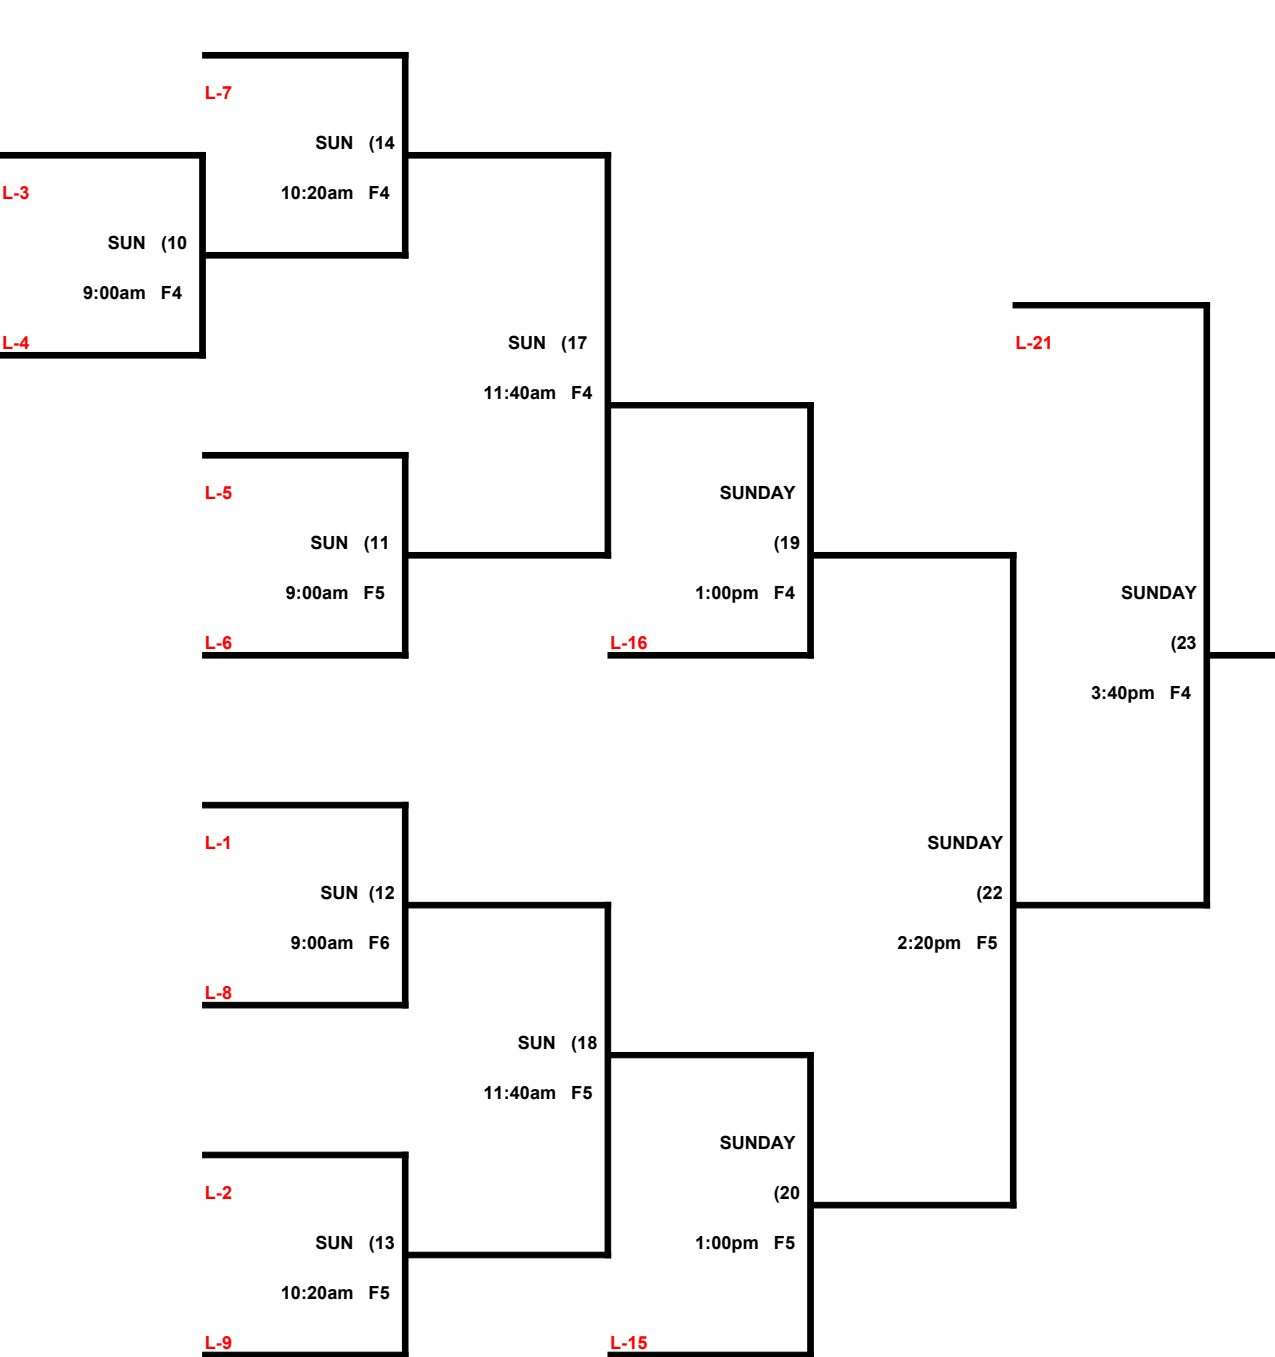 L-7
SUN (14
L-3
10:20am F4
SUN (10
9:00am F4
L-4
SUN (17
L-21
11:40am F4
L-5
SUNDAY
SUN (11
(19
9:00am F5
1:00pm F4
SUNDAY
L-6
L-16
(23
3:40pm F4
L-1
SUNDAY
SUN (12
(22
9:00am F6
2:20pm F5
L-8
SUN (18
11:40am F5
SUNDAY
L-2
(20
SUN (13
1:00pm F5
10:20am F5
L-9
L-15